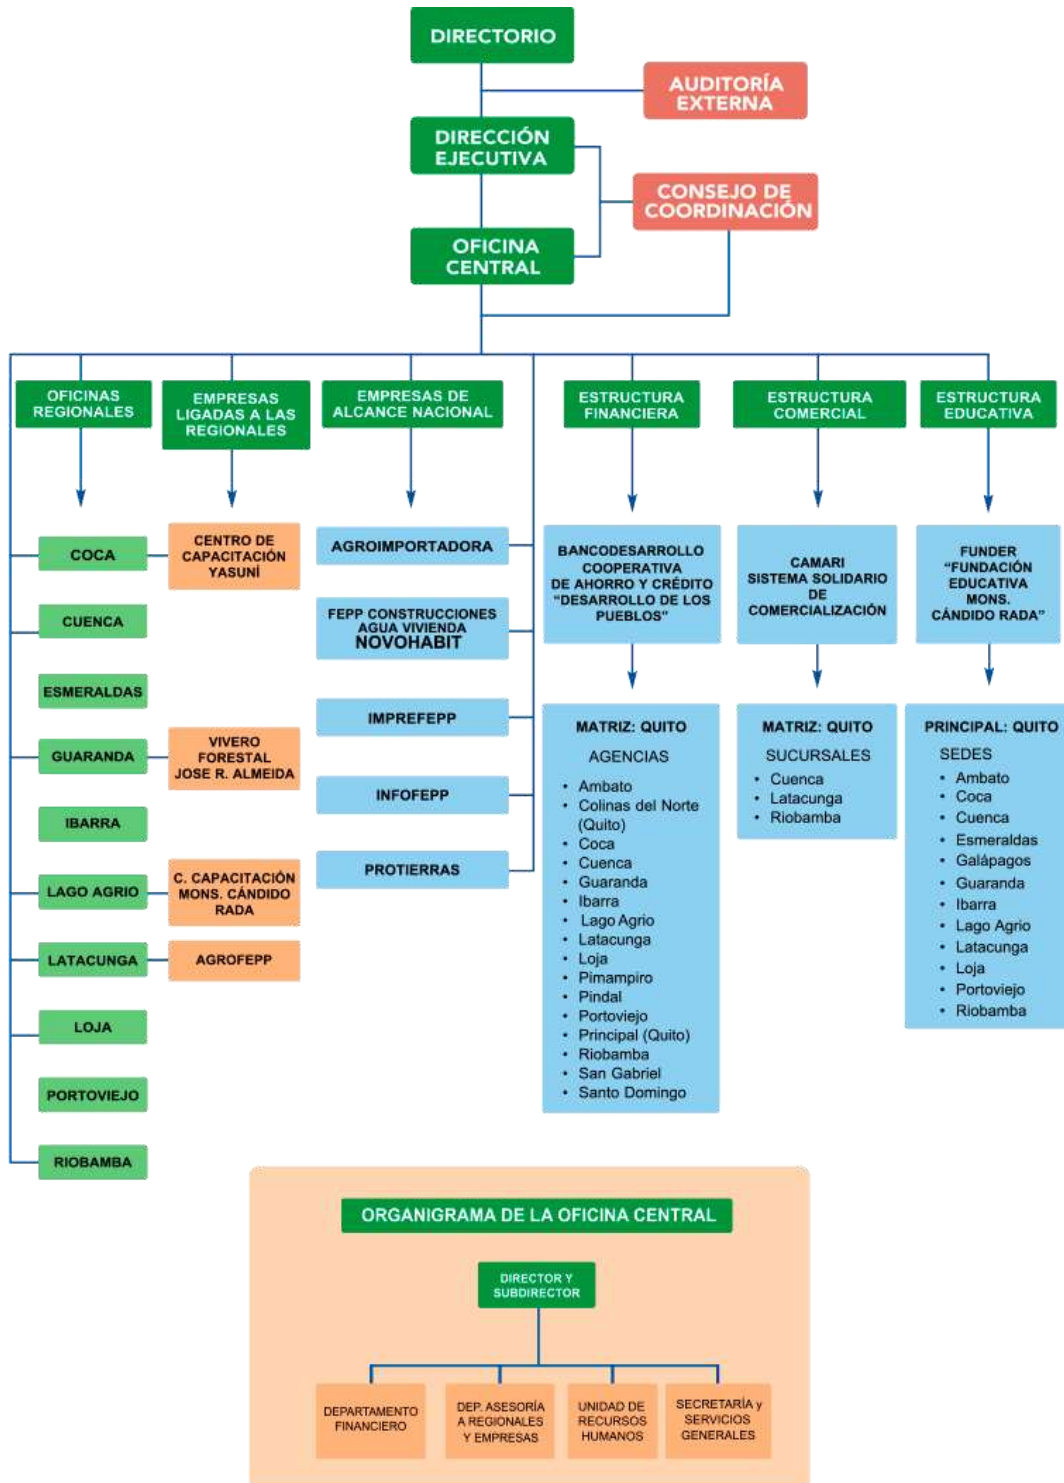 DIRECTORIO
AUDITORÍA
EXTERNA
DIRECCIÓN
EJECUTIVA
CONSEJO DE
COORDINACIÓN
OFICINA
CENTRAL
OFICINAS
REGIONALES
EMPRESAS
LIGADAS A LAS
REGIONALES
EMPRESAS DE
ALCANCE NACIONAL
ESTRUCTURA
FINANCIERA
ESTRUCTURA
COMERCIAL
ESTRUCTURA
EDUCATIVA
COCA
CUENCA
ESMERALDAS
GUARANDA
IBARRA
LAGO AGRIO
LATACUNGA
LOJA
PORTOVIEJO
RIOBAMBA
CENTRO DE
CAPACITACIÓN
YASUNÍ
VIVERO
FORESTAL
JOSE R. ALMEIDA
C. CAPACITACIÓN
MONS. CÁNDIDO
RADA
AGROFEPP
AGROIMPORTADORA
FEPP CONSTRUCCIONES
AGUA VIVIENDA
NOVOHABIT
IMPREFEPP
INFOFEPP
PROTIERRAS
BANCODESARROLLO
COOPERATIVA
DE AHORRO Y CRÉDITO
“DESARROLLO DE LOS
PUEBLOS”
MATRIZ: QUITO
AGENCIAS
• Ambato
• Colinas del Norte
(Quito)
• Coca
• Cuenca
• Guaranda
• Ibarra
• Lago Agrio
• Latacunga
• Loja
• Pimampiro
• Pindal
• Portoviejo
• Principal (Quito)
• Riobamba
• San Gabriel
• Santo Domingo
CAMARI
SISTEMA SOLIDARIO
DE
COMERCIALIZACIÓN
MATRIZ: QUITO
SUCURSALES
• Cuenca
• Latacunga
• Riobamba
FUNDER
“FUNDACIÓN
EDUCATIVA
MONS.
CÁNDIDO RADA”
PRINCIPAL: QUITO
SEDES
• Ambato
• Coca
• Cuenca
• Esmeraldas
• Galápagos
• Guaranda
• Ibarra
• Lago Agrio
• Latacunga
• Loja
• Portoviejo
• Riobamba
ORGANIGRAMA DE LA OFICINA CENTRAL
DIRECTOR Y
SUBDIRECTOR
DEPARTAMENTO
FINANCIERO
DEP. ASESORÍA
A REGIONALES
Y EMPRESAS
UNIDAD DE
RECURSOS
HUMANOS
SECRETARÍA y
SERVICIOS
GENERALES